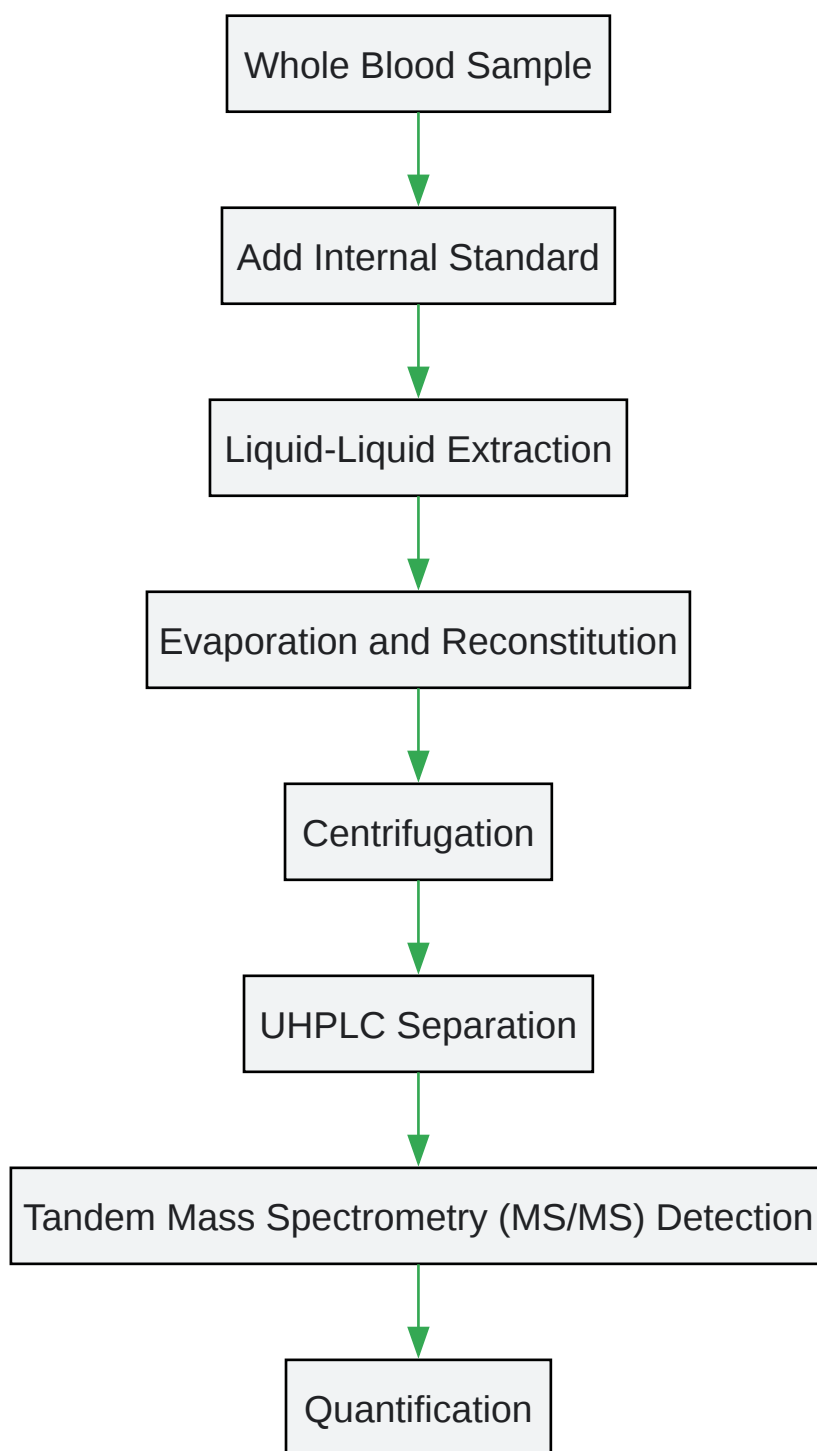 Whole Blood Sample
Add Internal Standard
Liquid-Liquid Extraction
Evaporation and Reconstitution
Centrifugation
UHPLC Separation
Tandem Mass Spectrometry (MS/MS) Detection
Quantification